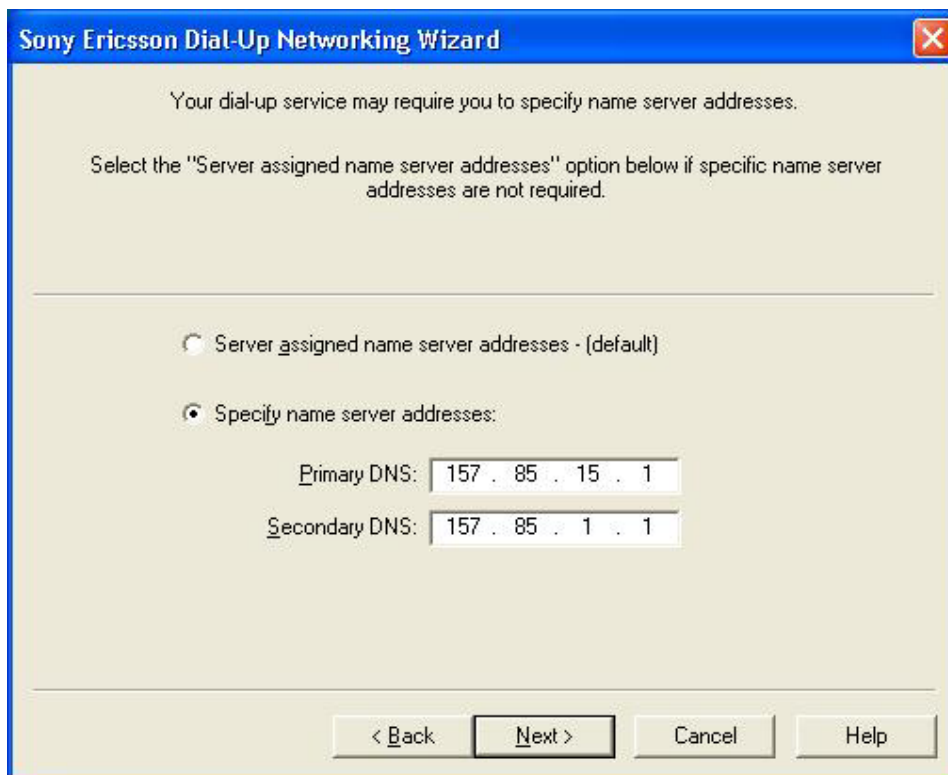 Sony Ericsson Dial-Up Networking Wizard
Your dial-up service may require you to specify name server addresses.
Select the "Server assigned name server addresses" option below if specific name server
addresses are not required.
Server assigned name server addresses - (default)
Specify name server addresses:
Primary DNS: 157 . 85 . 15 . 1
Secondary DNS: 157 . 85 . 1 . 1
< Back Next > Cancel Help